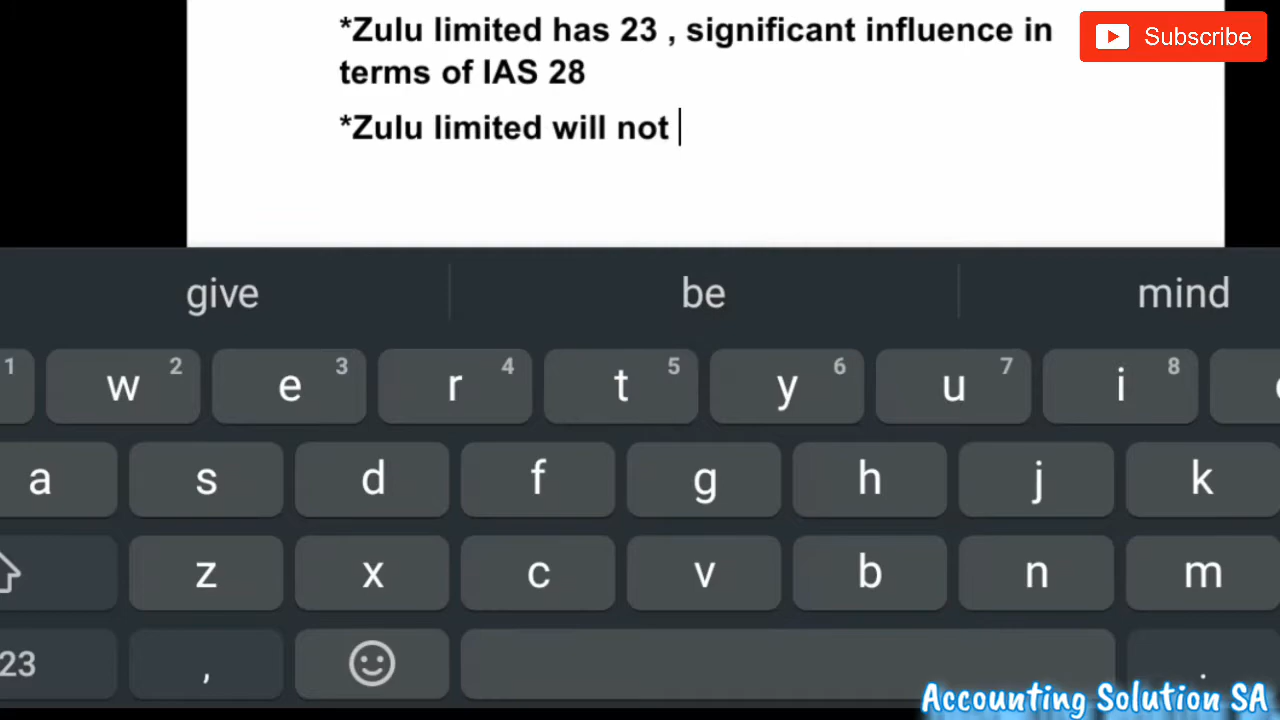 *Zulu limited has 23 , significant influence in
Subscribe
terms of IAS 28
*Zulu limited will not
give be mind
1 w 2 e 3 r 4 t 5 y 6 u 7 i 8
a s d f g h j k
z x c v b n m
23 , .
Accounting Solution SA